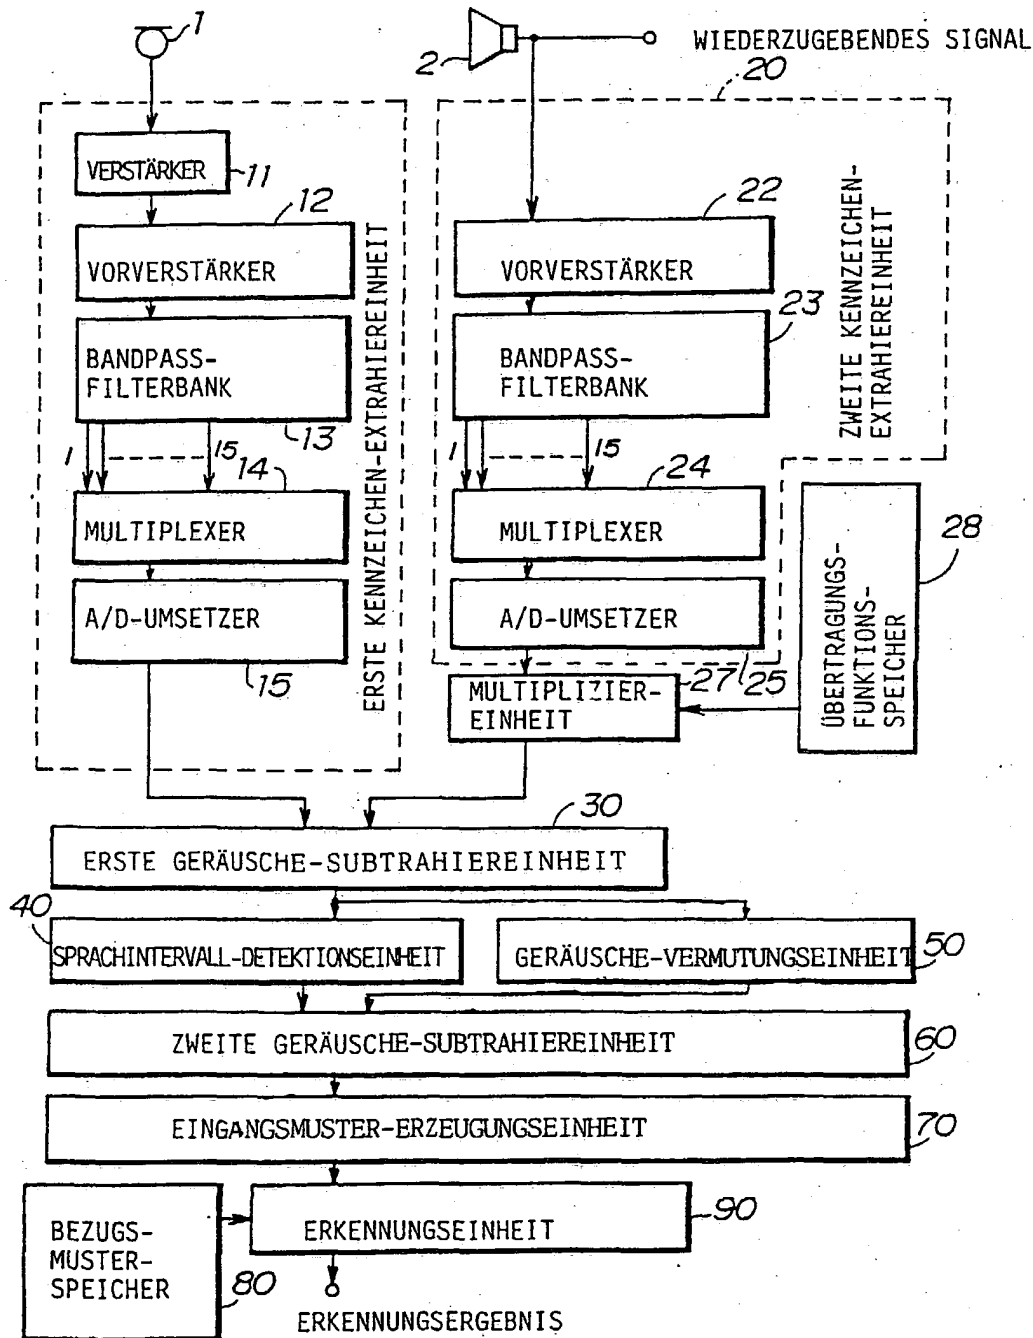 1
2
WIEDERZUGEBENDES SIGNAL
20
VERSTÄRKER
11
12
VORVERSTÄRKER
BANDPASS-
FILTERBANK
13
1
15
14
MULTIPLEXER
A/D-UMSETZER
15
ERSTE KENNZEICHEN-EXTRAHIEREINHEIT
22
VORVERSTÄRKER
23
BANDPASS-
FILTERBANK
1
15
24
MULTIPLEXER
A/D-UMSETZER
25
ZWEITE KENNZEICHEN-
EXTRAHIEREINHEIT
27
MULTIPLIZIER-
EINHEIT
28
ÜBERTRAGUNGS-
FUNKTIONS-
SPEICHER
30
ERSTE GERÄUSCHE-SUBTRAHIEREINHEIT
40
SPRACHINTERVALL-DETEKTIONSEINHEIT
GERÄUSCHE-VERMUTUNGSEINHEIT
50
ZWEITE GERÄUSCHE-SUBTRAHIEREINHEIT
60
EINGANGSMUSTER-ERZEUGUNGSEINHEIT
70
BEZUGS-
MUSTER-
SPEICHER
80
ERKENNUNGSEINHEIT
90
ERKENNUNGSERGEBNIS